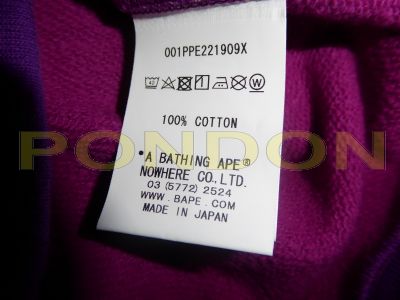 001PPE221909X
100% COTTON
PONDON
*A BATHING APE®
NOWHERE CO., LTD.
03 (5772) 2524
WWW.BAPE.COM
MADE IN JAPAN